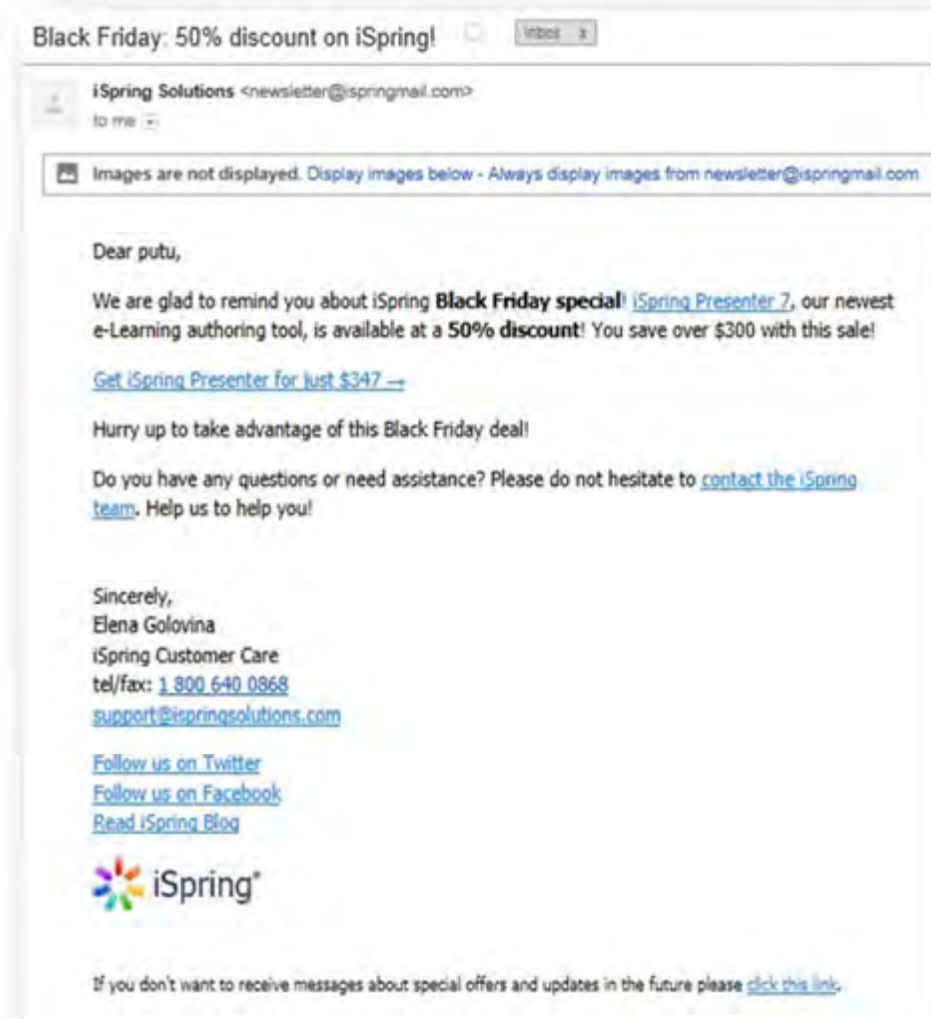 Black Friday: 50% discount on iSpring!
Inbox x
iSpring Solutions <newsletter@ispringmail.com>
to me
Images are not displayed. Display images below - Always display images from newsletter@ispringmail.com
Dear putu,
We are glad to remind you about iSpring Black Friday special! iSpring Presenter 7, our newest
e-Learning authoring tool, is available at a 50% discount! You save over $300 with this sale!
Get iSpring Presenter for just $347 →
Hurry up to take advantage of this Black Friday deal!
Do you have any questions or need assistance? Please do not hesitate to contact the iSpring
team. Help us to help you!
Sincerely,
Elena Golovina
iSpring Customer Care
tel/fax: 1 800 640 0868
support@ispringsolutions.com
Follow us on Twitter
Follow us on Facebook
Read iSpring Blog
iSpring®
If you don't want to receive messages about special offers and updates in the future please click this link.